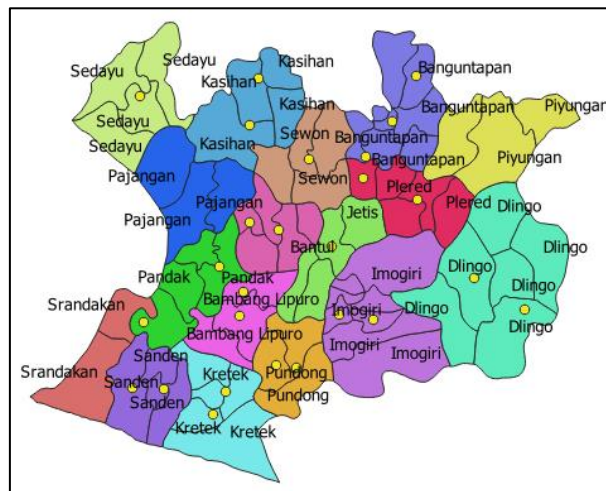 Sedayu
Kasihan
Sedayu
Kasihan
Banguntapan
Kasihan
Banguntapan
Piyungan
Sedayu
Sewon
Banguntapan
Sedayu
Kasihan
Banguntapan
Piyungan
Pajangan
Sewon
Plered
Pajangan
Plered
Dlingo
Pajangan
Jetis
Dlingo
Bantul
Pandak
Pandak
Imogiri
Dlingo
Srandakan
Bambang Lipuro
Imogiri
Dlingo
Bambang Lipuro
Dlingo
Sanden
Imogiri
Imogiri
Srandakan
Sanden
Kretek
Pundong
Sanden
Pundong
Kretek
Kretek